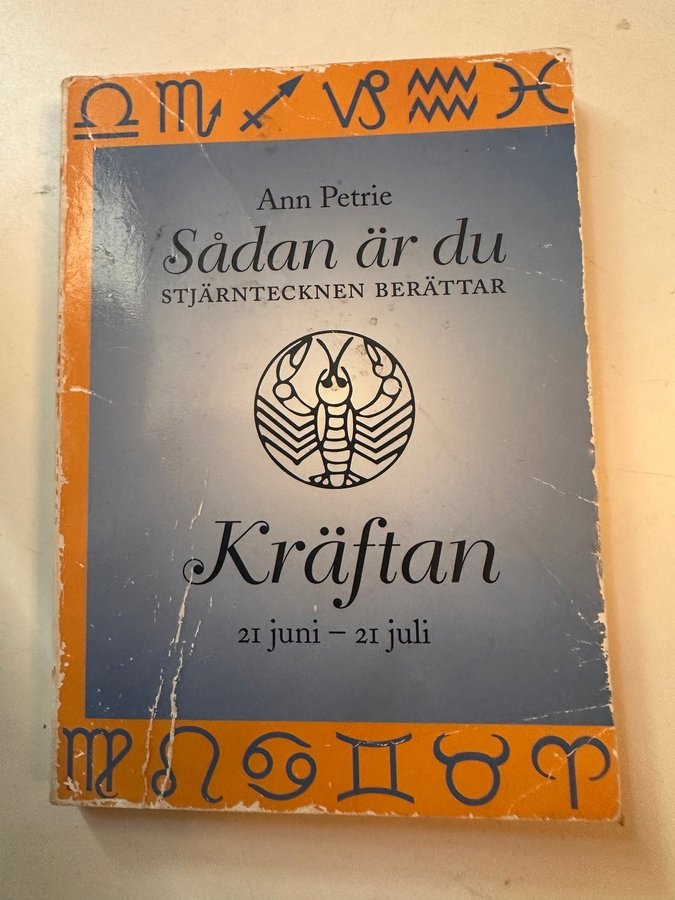 Ann Petrie
Sådan är du
STJÄRNTECKNEN BERÄTTAR
Kräftan
21 juni – 21 juli